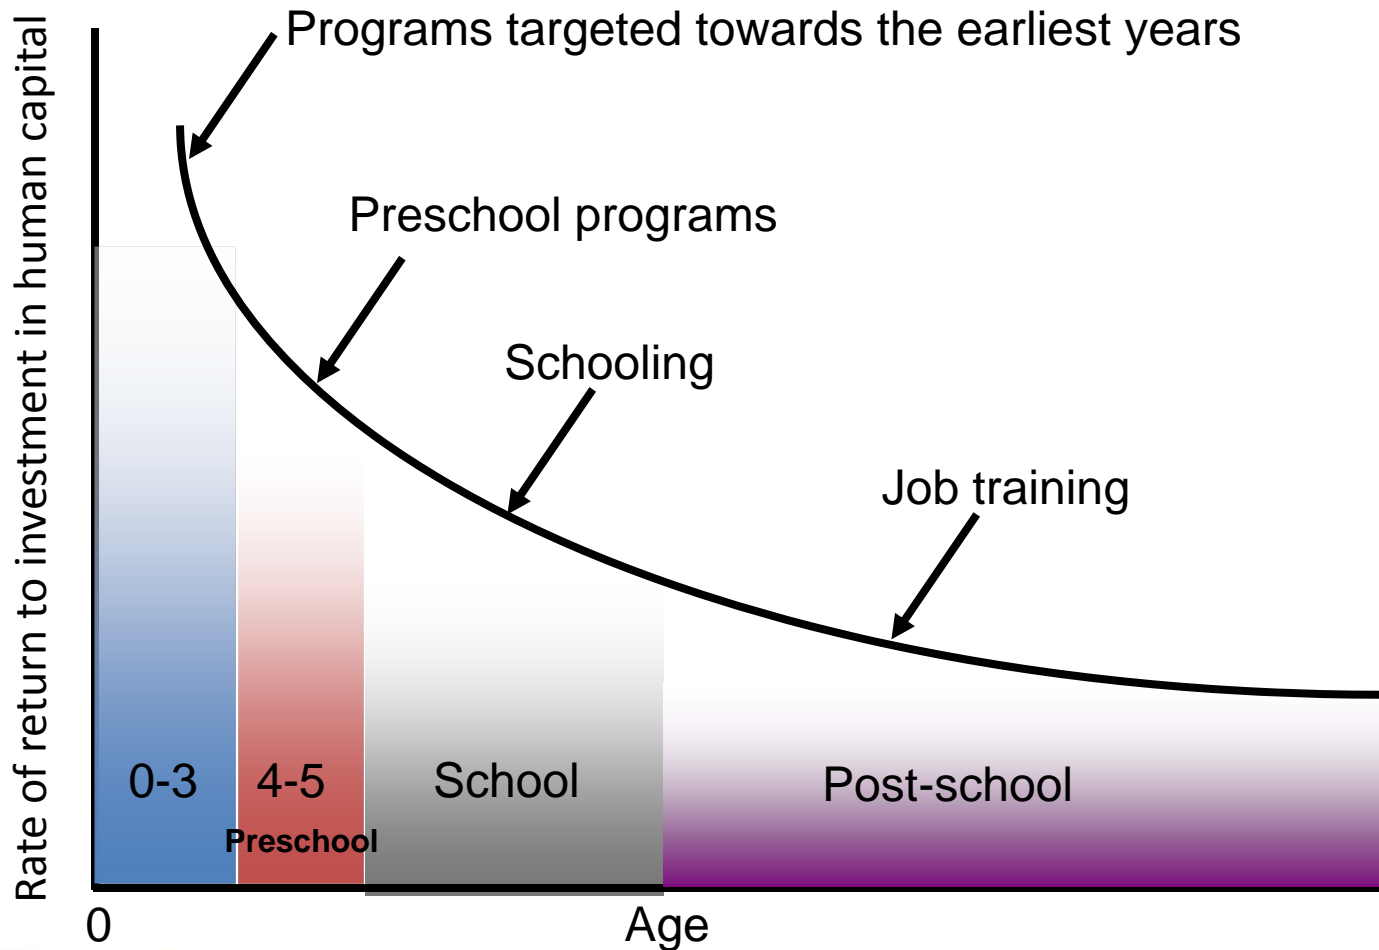 Programs targeted towards the earliest years
Rate of return to investment in human capital
Preschool programs
Schooling
Job training
0-3
4-5
School
Post-school
Preschool
0
Age